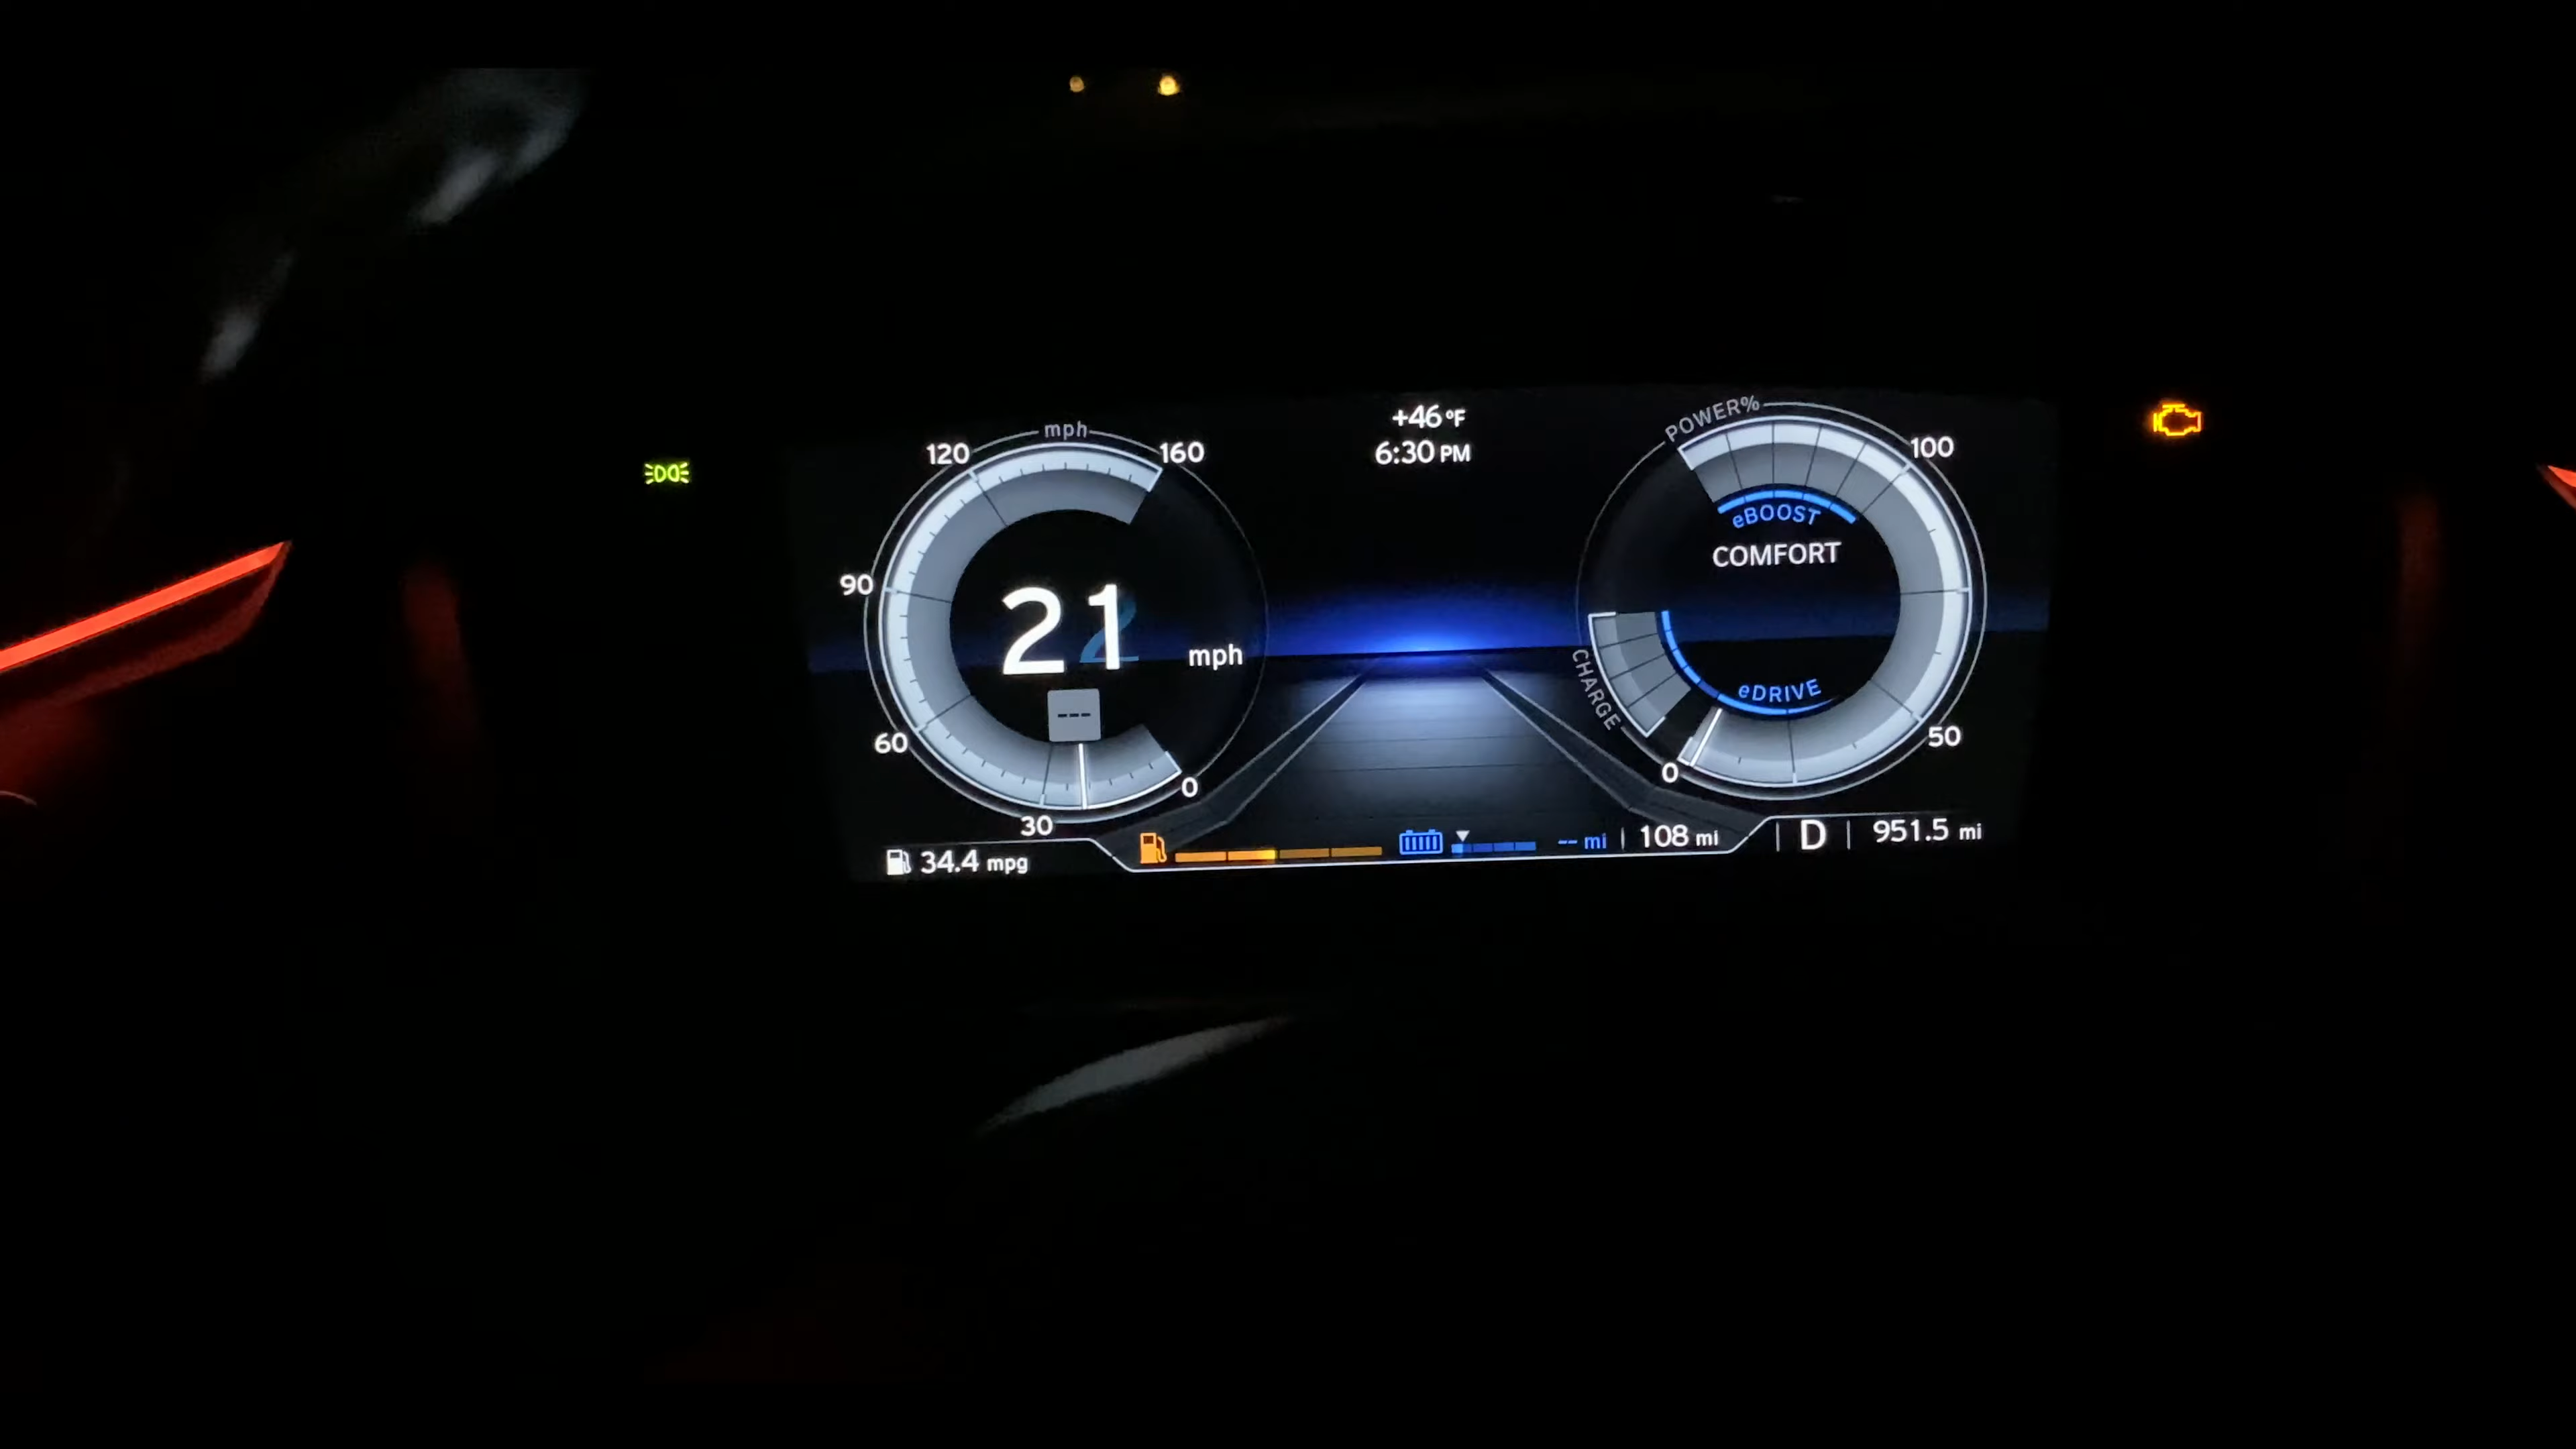 +46 °F
6:30 PM
mph
120
160
90
21
mph
---
60
0
30
POWER%
100
eBOOST
COMFORT
CHARGE
eDRIVE
50
0
34.4 mpg
-- mi
108 mi
D
951.5 mi